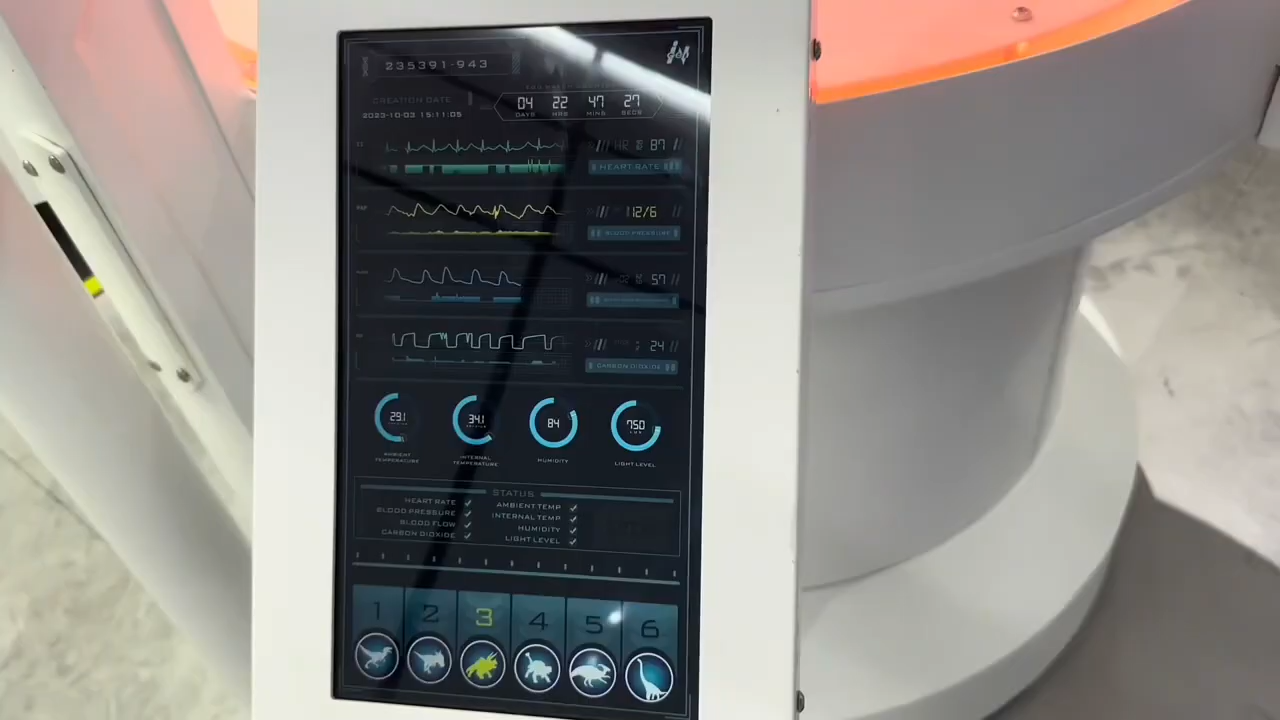 235391-943
CREATION DATE
2023-10-03 15:11:05
04 22 47 27
DAYS HRS MINS SECS
HR 87
HEART RATE
112/6
BLOOD PRESSURE
57
24
CARBON DIOXIDE
29.1
34.1
84
750
AMBIENT TEMPERATURE
INTERNAL TEMPERATURE
HUMIDITY
LIGHT LEVEL
STATUS
HEART RATE
AMBIENT TEMP
BLOOD PRESSURE
INTERNAL TEMP
BLOOD FLOW
HUMIDITY
CARBON DIOXIDE
LIGHT LEVEL
1 2 3 4 5 6